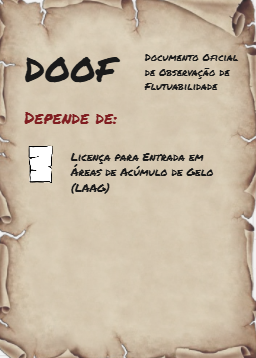 DOOF
Documento Oficial
de Observação de
Flutuabilidade
Depende de:
Licença para Entrada em
Áreas de Acúmulo de Gelo
(LAAG)